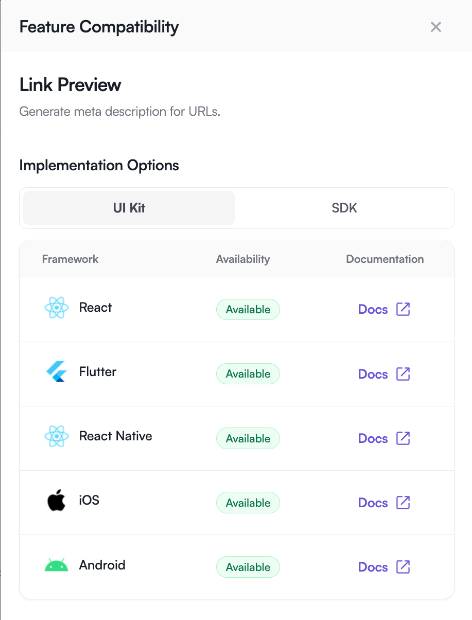 Feature Compatibility
Link Preview
Generate meta description for URLs.
Implementation Options
UI Kit SDK
Framework Availability Documentation
React Available Docs
Flutter Available Docs
React Native Available Docs
iOS Available Docs
Android Available Docs